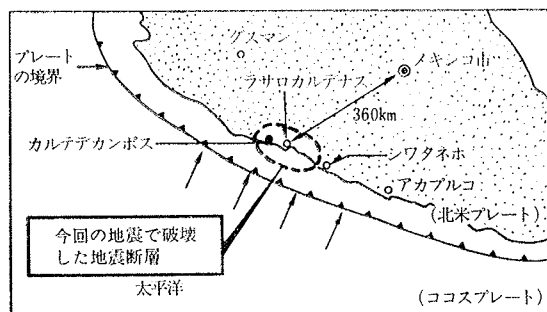 グスマン
プレート
の境界
メキシコ市
ラサロカルデナス
360km
カルデデカンポス
シワタネホ
アカプルコ
(北米プレート)
今回の地震で破壊
した地震断層
太平洋
(ココスプレート)